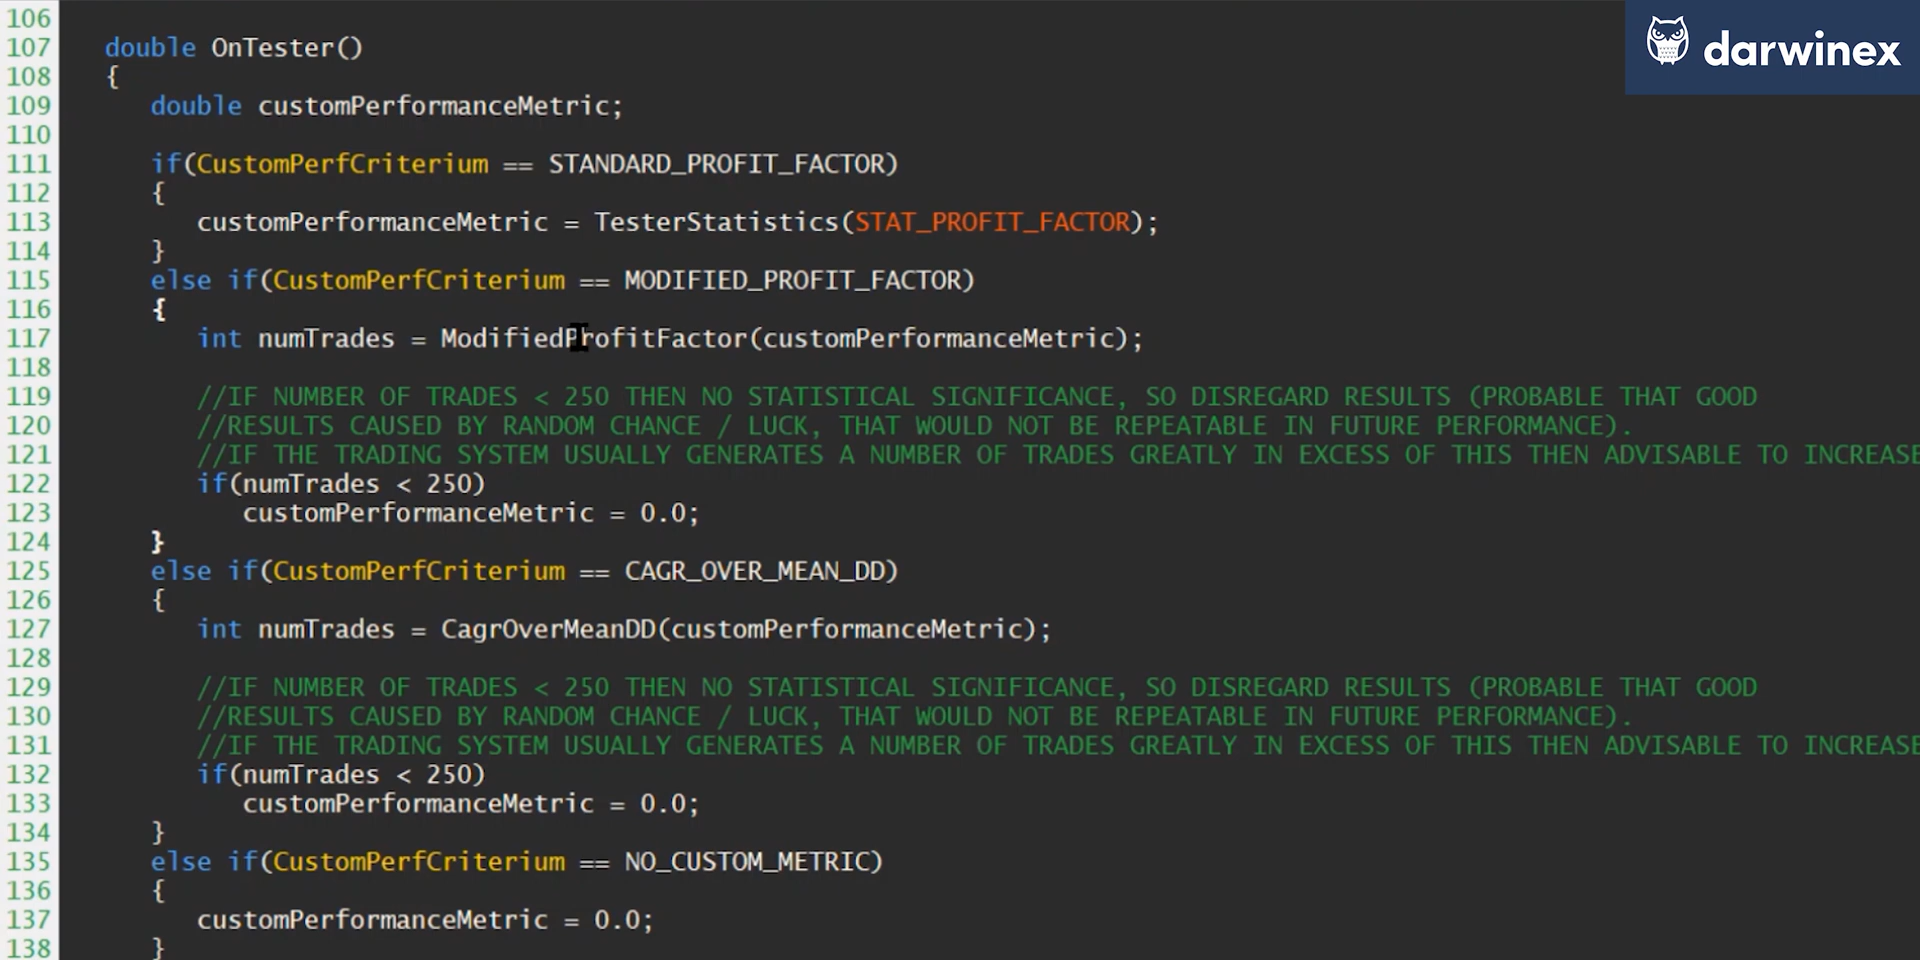 darwinex
106
107 double OnTester()
108 {
109 double customPerformanceMetric;
110
111 if(CustomPerfCriterium == STANDARD_PROFIT_FACTOR)
112 {
113 customPerformanceMetric = TesterStatistics(STAT_PROFIT_FACTOR);
114 }
115 else if(CustomPerfCriterium == MODIFIED_PROFIT_FACTOR)
116 {
117 int numTrades = ModifiedProfitFactor(customPerformanceMetric);
118
119 //IF NUMBER OF TRADES < 250 THEN NO STATISTICAL SIGNIFICANCE, SO DISREGARD RESULTS (PROBABLE THAT GOOD
120 //RESULTS CAUSED BY RANDOM CHANCE / LUCK, THAT WOULD NOT BE REPEATABLE IN FUTURE PERFORMANCE).
121 //IF THE TRADING SYSTEM USUALLY GENERATES A NUMBER OF TRADES GREATLY IN EXCESS OF THIS THEN ADVISABLE TO INCREASE
122 if(numTrades < 250)
123 customPerformanceMetric = 0.0;
124 }
125 else if(CustomPerfCriterium == CAGR_OVER_MEAN_DD)
126 {
127 int numTrades = CagrOverMeanDD(customPerformanceMetric);
128
129 //IF NUMBER OF TRADES < 250 THEN NO STATISTICAL SIGNIFICANCE, SO DISREGARD RESULTS (PROBABLE THAT GOOD
130 //RESULTS CAUSED BY RANDOM CHANCE / LUCK, THAT WOULD NOT BE REPEATABLE IN FUTURE PERFORMANCE).
131 //IF THE TRADING SYSTEM USUALLY GENERATES A NUMBER OF TRADES GREATLY IN EXCESS OF THIS THEN ADVISABLE TO INCREASE
132 if(numTrades < 250)
133 customPerformanceMetric = 0.0;
134 }
135 else if(CustomPerfCriterium == NO_CUSTOM_METRIC)
136 {
137 customPerformanceMetric = 0.0;
138 }